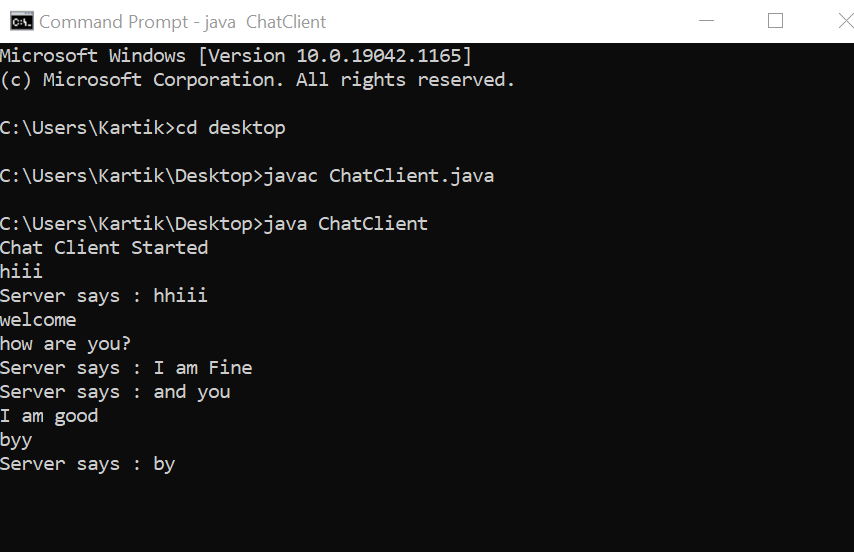 Command Prompt - java  ChatClient
Microsoft Windows [Version 10.0.19042.1165]
(c) Microsoft Corporation. All rights reserved.
C:\Users\Kartik>cd desktop
C:\Users\Kartik\Desktop>javac ChatClient.java
C:\Users\Kartik\Desktop>java ChatClient
Chat Client Started
hiii
Server says : hhiii
welcome
how are you?
Server says : I am Fine
Server says : and you
I am good
byy
Server says : by